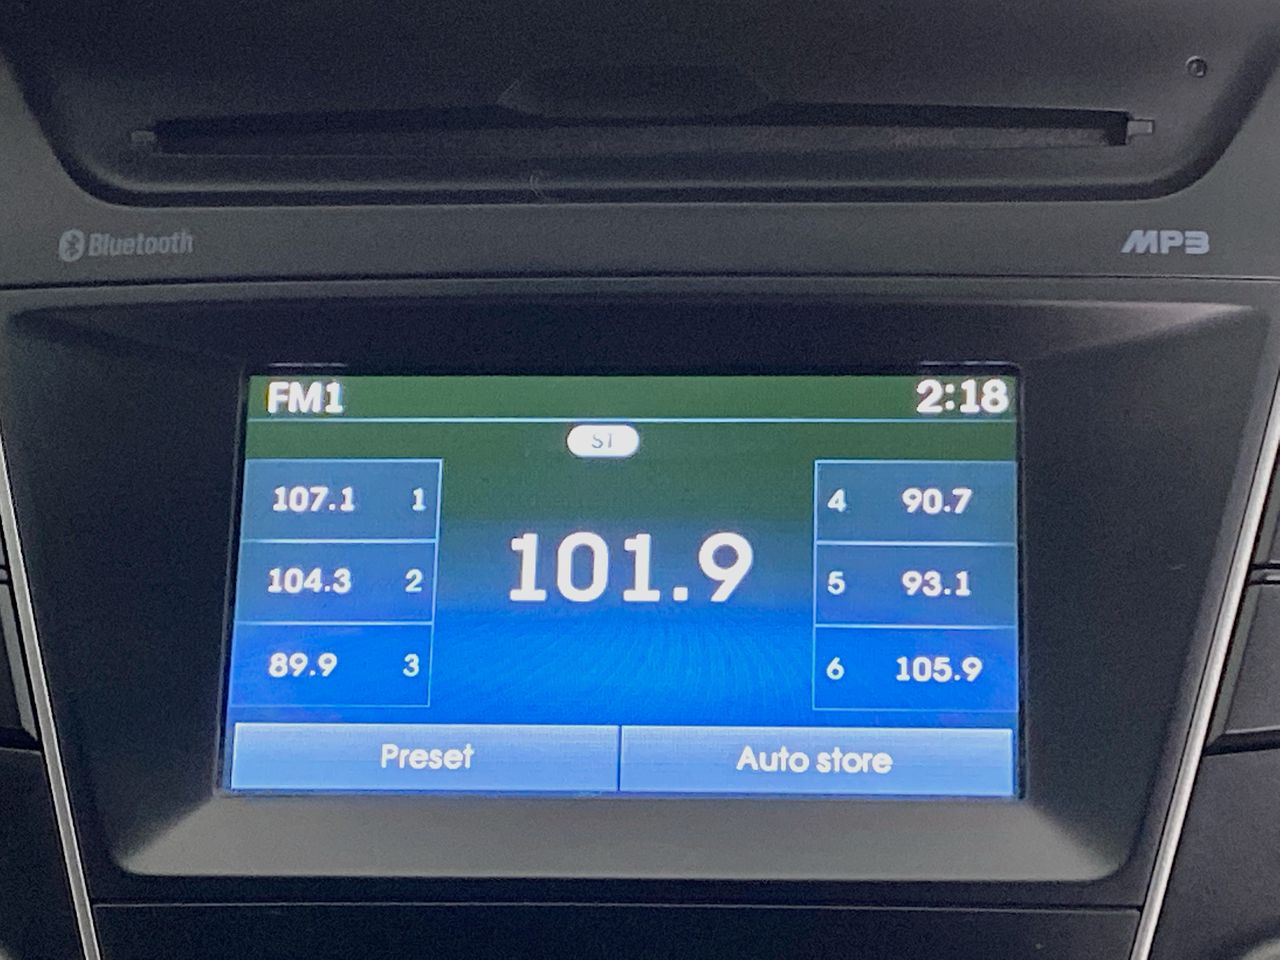 Bluetooth
MP3
FM1 2:18
ST
107.1 1
104.3 2
89.9 3
101.9
4 90.7
5 93.1
6 105.9
Preset
Auto store